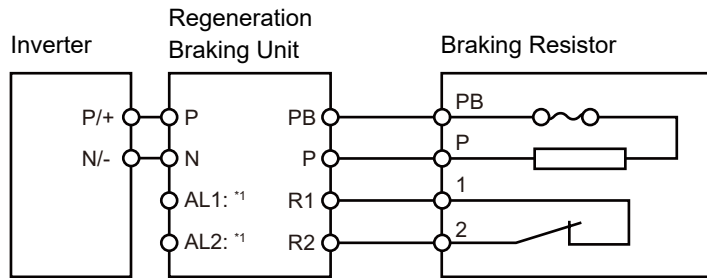 Regeneration
Inverter Braking Unit Braking Resistor
P/+ P PB PB
N/- N P P
AL1: *1 R1 1
AL2: *1 R2 2